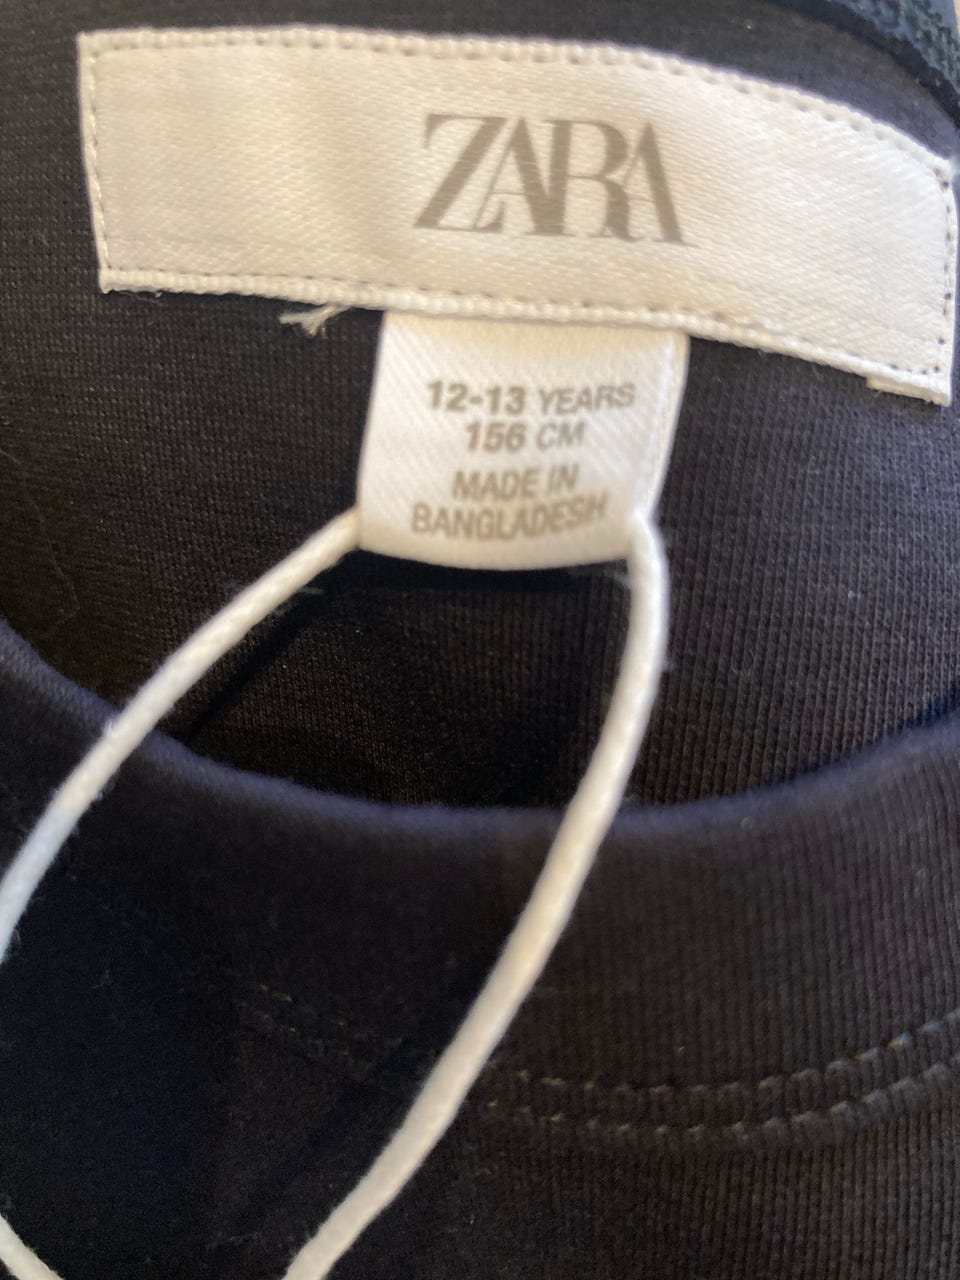 ZARA
12-13 YEARS
156 CM
MADE IN
BANGLADESH